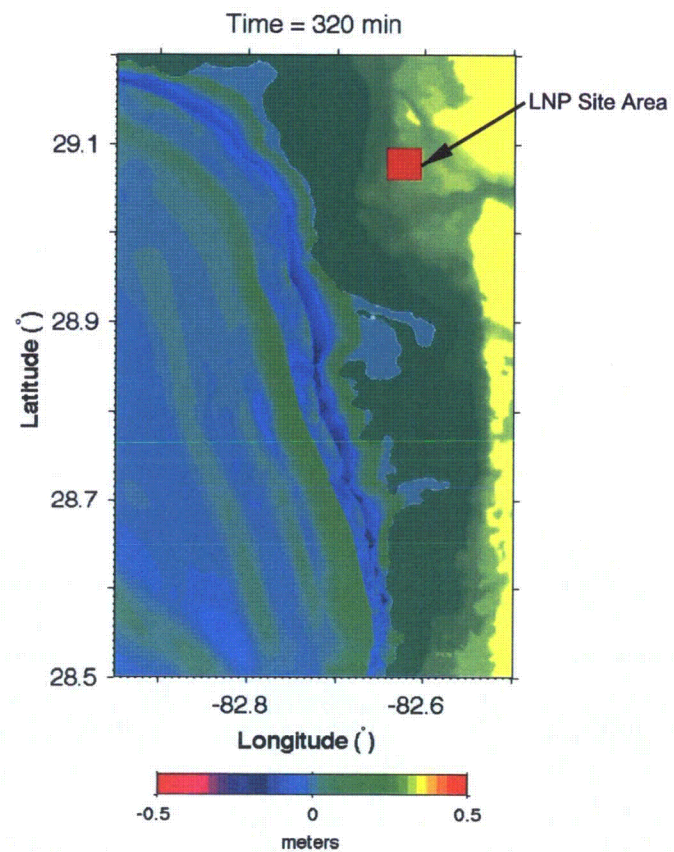 Time = 320 min
LNP Site Area
29.1
28.9
28.7
28.5
Latitude (°)
-82.8
-82.6
Longitude (°)
-0.5
0
0.5
meters